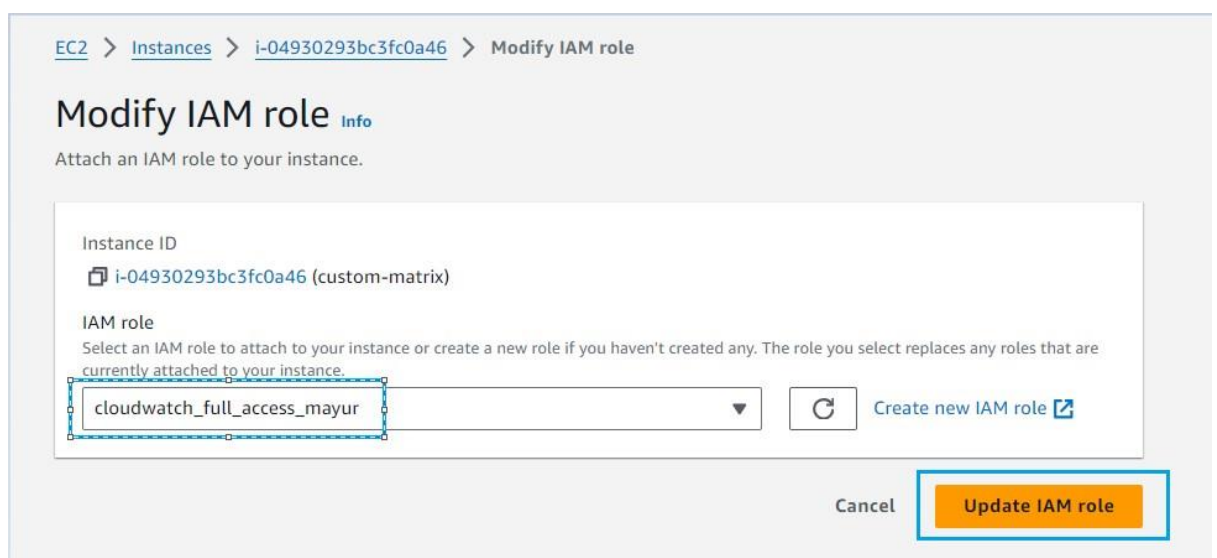 EC2 > Instances > i-04930293bc3fc0a46 > Modify IAM role
Modify IAM role Info
Attach an IAM role to your instance.
Instance ID
i-04930293bc3fc0a46 (custom-matrix)
IAM role
Select an IAM role to attach to your instance or create a new role if you haven't created any. The role you select replaces any roles that are
currently attached to your instance.
cloudwatch_full_access_mayur
Create new IAM role
Cancel Update IAM role